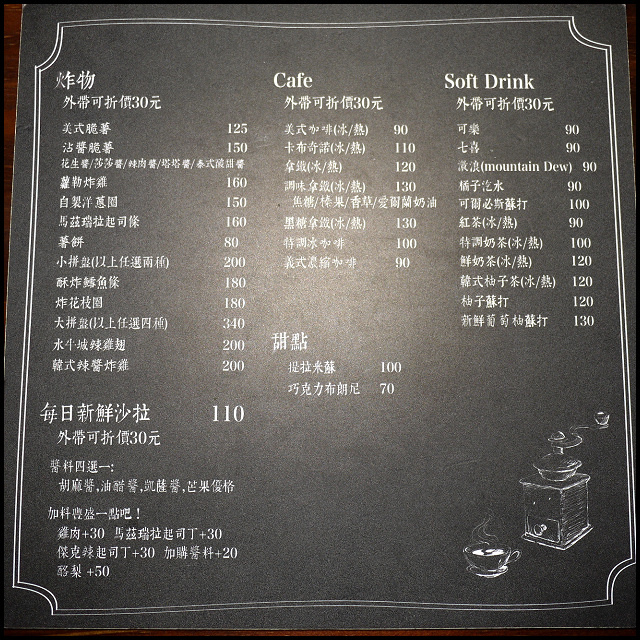 炸物
外帶可折價30元
美式脆薯 125
沾醬脆薯 150
花生醬/莎莎醬/辣肉醬/塔塔醬/泰式酸甜醬
蘿勒炸雞 160
自製洋蔥圈 150
馬茲瑞拉起司條 160
薯餅 80
小拼盤(以上任選兩種) 200
酥炸鱈魚條 180
炸花枝圈 180
大拼盤(以上任選四種) 340
水牛城辣雞翅 200
韓式辣醬炸雞 200
每日新鮮沙拉 110
外帶可折價30元
醬料四選一:
胡麻醬,油醋醬,凱薩醬,芒果優格
加料豐盛一點吧!
雞肉+30 馬茲瑞拉起司丁+30
傑克辣起司丁+30 加購醬料+20
酪梨 +50
Cafe
外帶可折價30元
美式咖啡(冰/熱) 90
卡布奇諾(冰/熱) 110
拿鐵(冰/熱) 120
調味拿鐵(冰/熱) 130
焦糖/榛果/香草/愛爾蘭奶油
黑糖拿鐵(冰/熱) 130
特調冰咖啡 100
義式濃縮咖啡 90
甜點
提拉米蘇 100
巧克力布朗尼 70
Soft Drink
外帶可折價30元
可樂 90
七喜 90
激浪(mountain Dew) 90
橘子汽水 90
可爾必斯蘇打 100
紅茶(冰/熱) 90
特調奶茶(冰/熱) 100
鮮奶茶(冰/熱) 120
韓式柚子茶(冰/熱) 120
柚子蘇打 120
新鮮葡萄柚蘇打 130